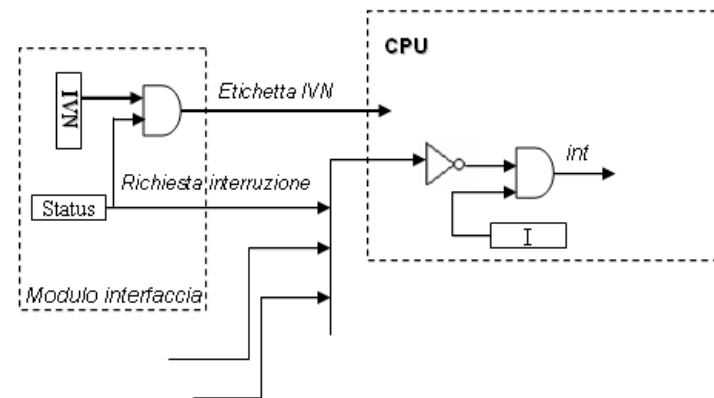 CPU
IVN
Etichetta IVN
int
Richiesta interruzione
Status
I
Modulo interfaccia